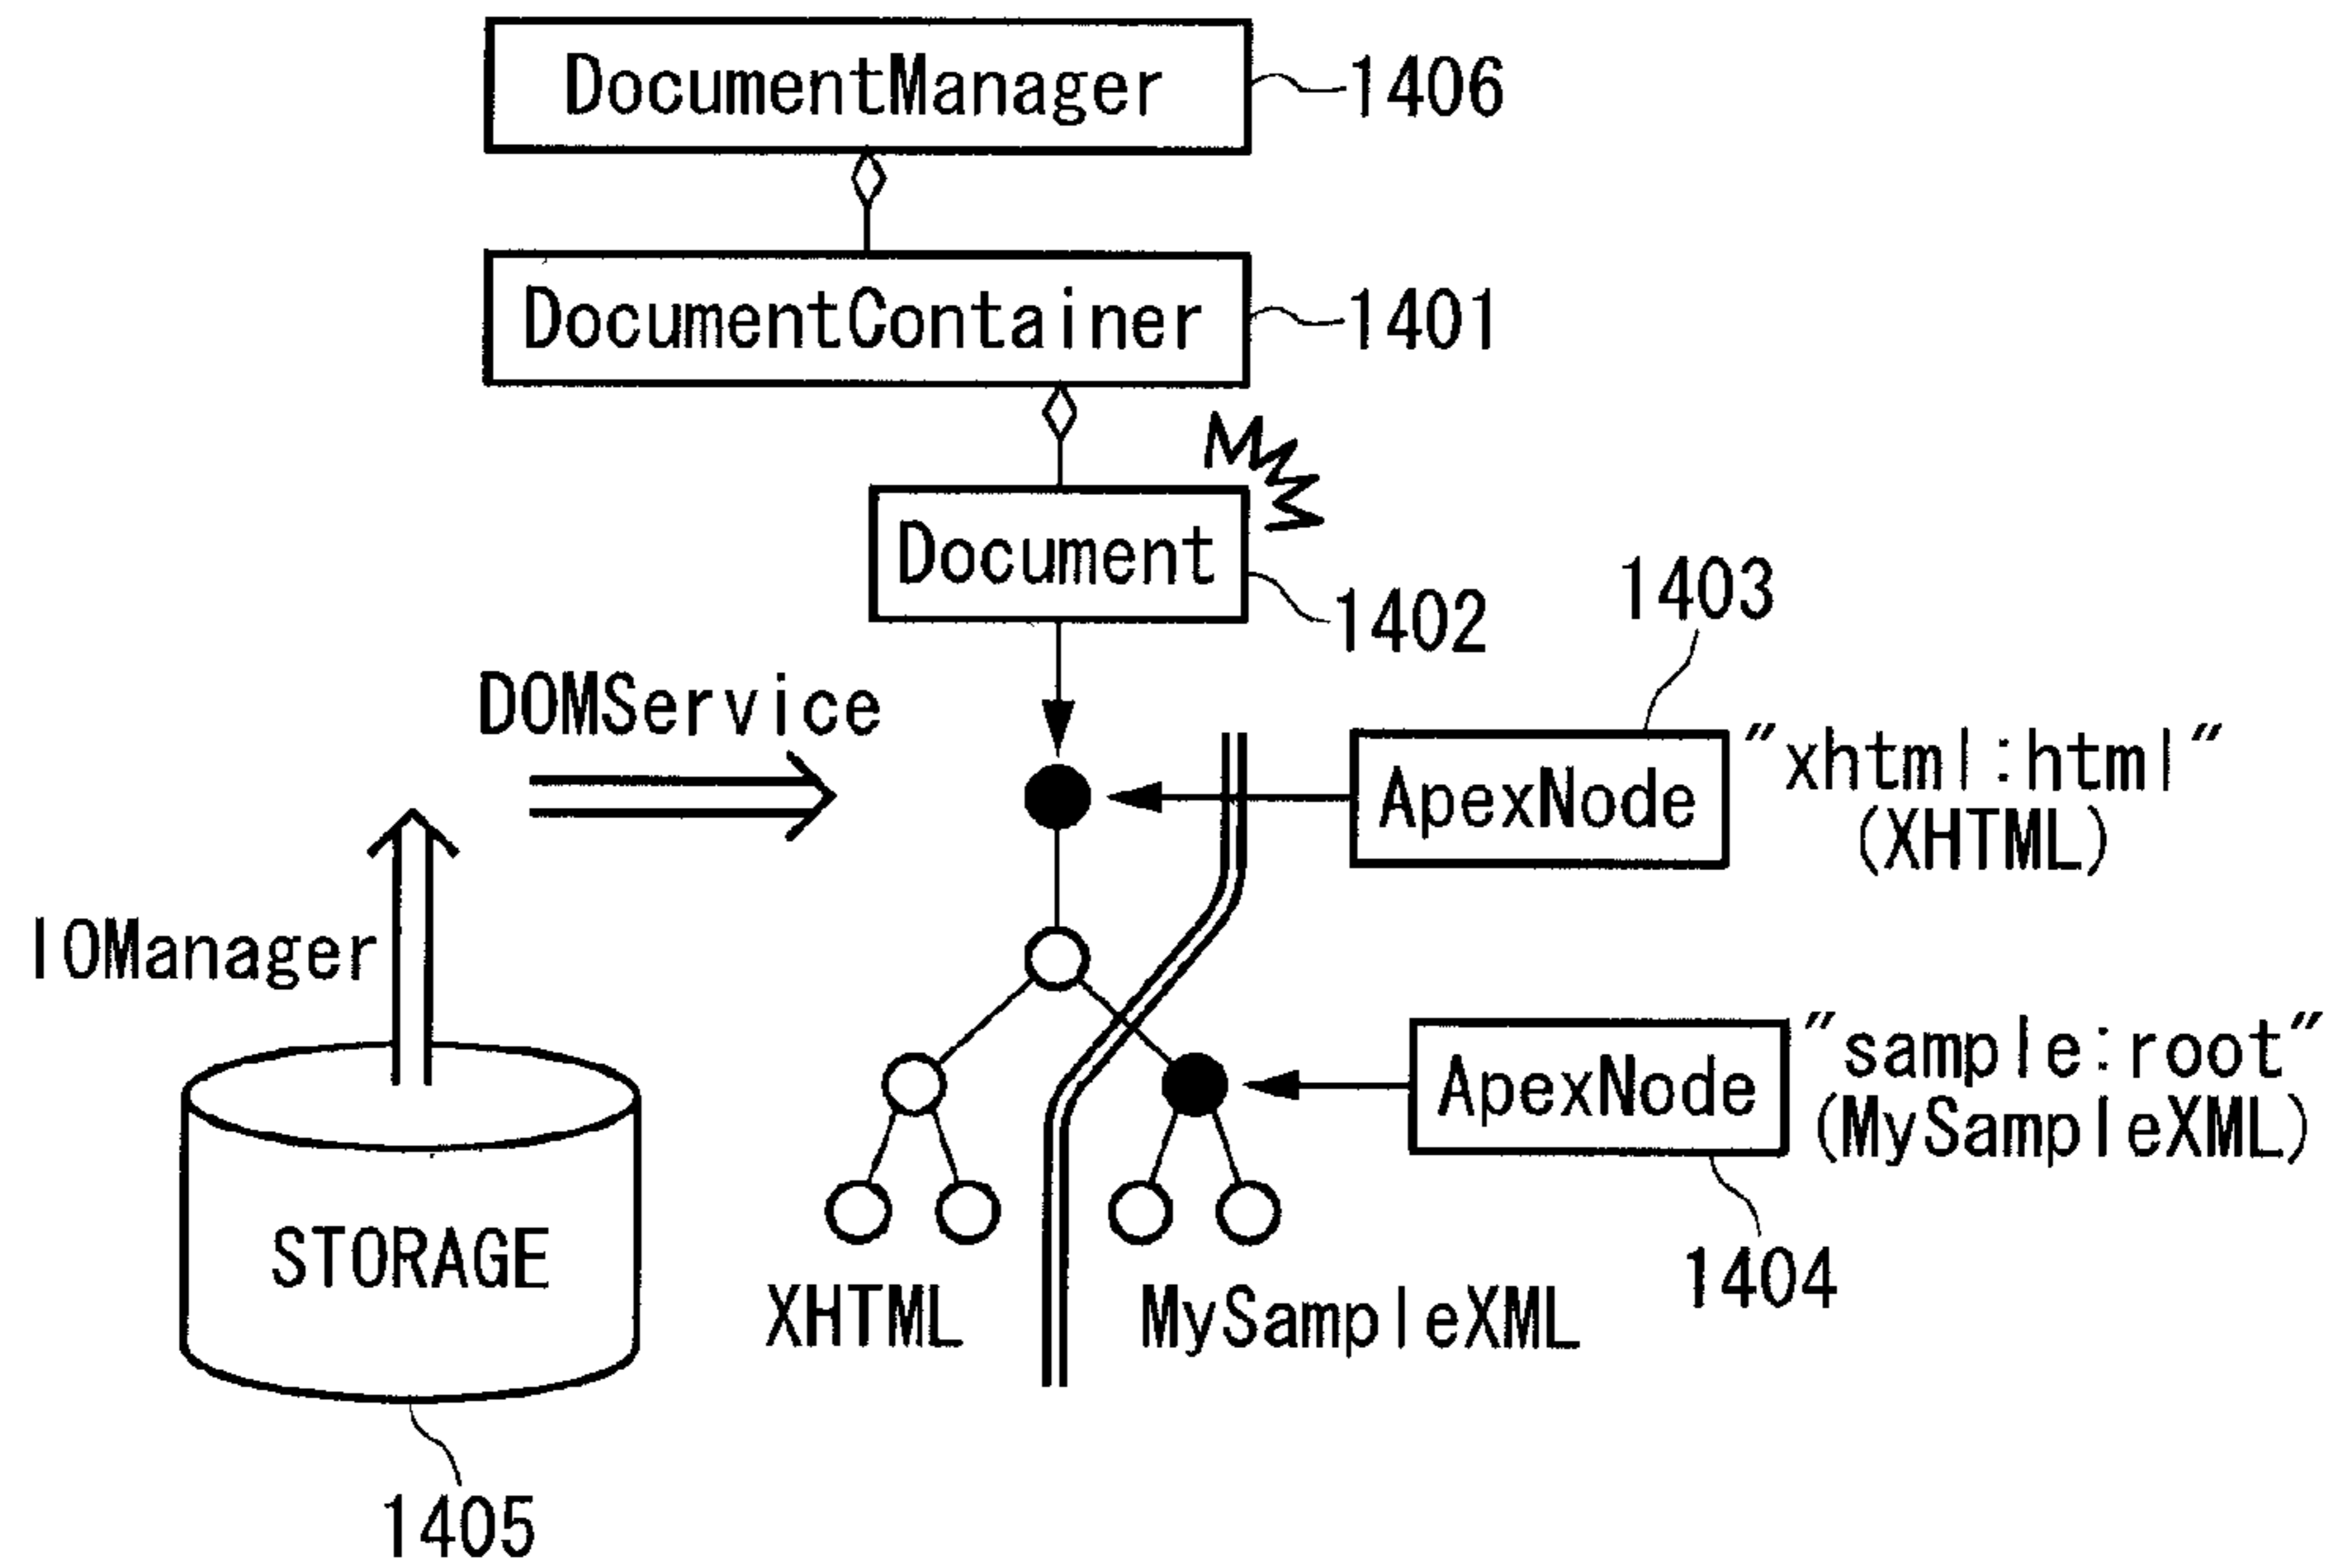 DocumentManager
1406
DocumentContainer
1401
Document
1402
1403
DOMService
ApexNode
"xhtml:html"
(XHTML)
IOManager
ApexNode
"sample:root"
(MySampleXML)
STORAGE
1404
XHTML
MySampleXML
1405